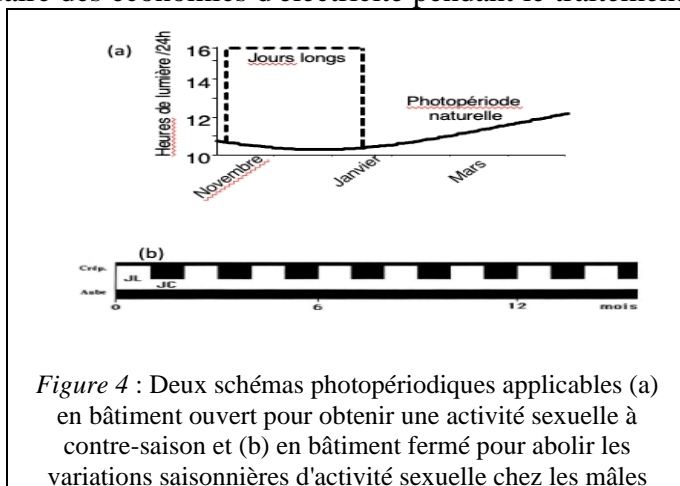 aire des économies d'électricité pendant le traitement
(a)
Heures de lumière /24h
16
14
12
10
Jours longs
Photopériode
naturelle
Novembre
Janvier
Mars
(b)
Crép.
JL
JC
Aube
0 6 12 mois
Figure 4 : Deux schémas photopériodiques applicables (a)
en bâtiment ouvert pour obtenir une activité sexuelle à
contre-saison et (b) en bâtiment fermé pour abolir les
variations saisonnières d'activité sexuelle chez les mâles